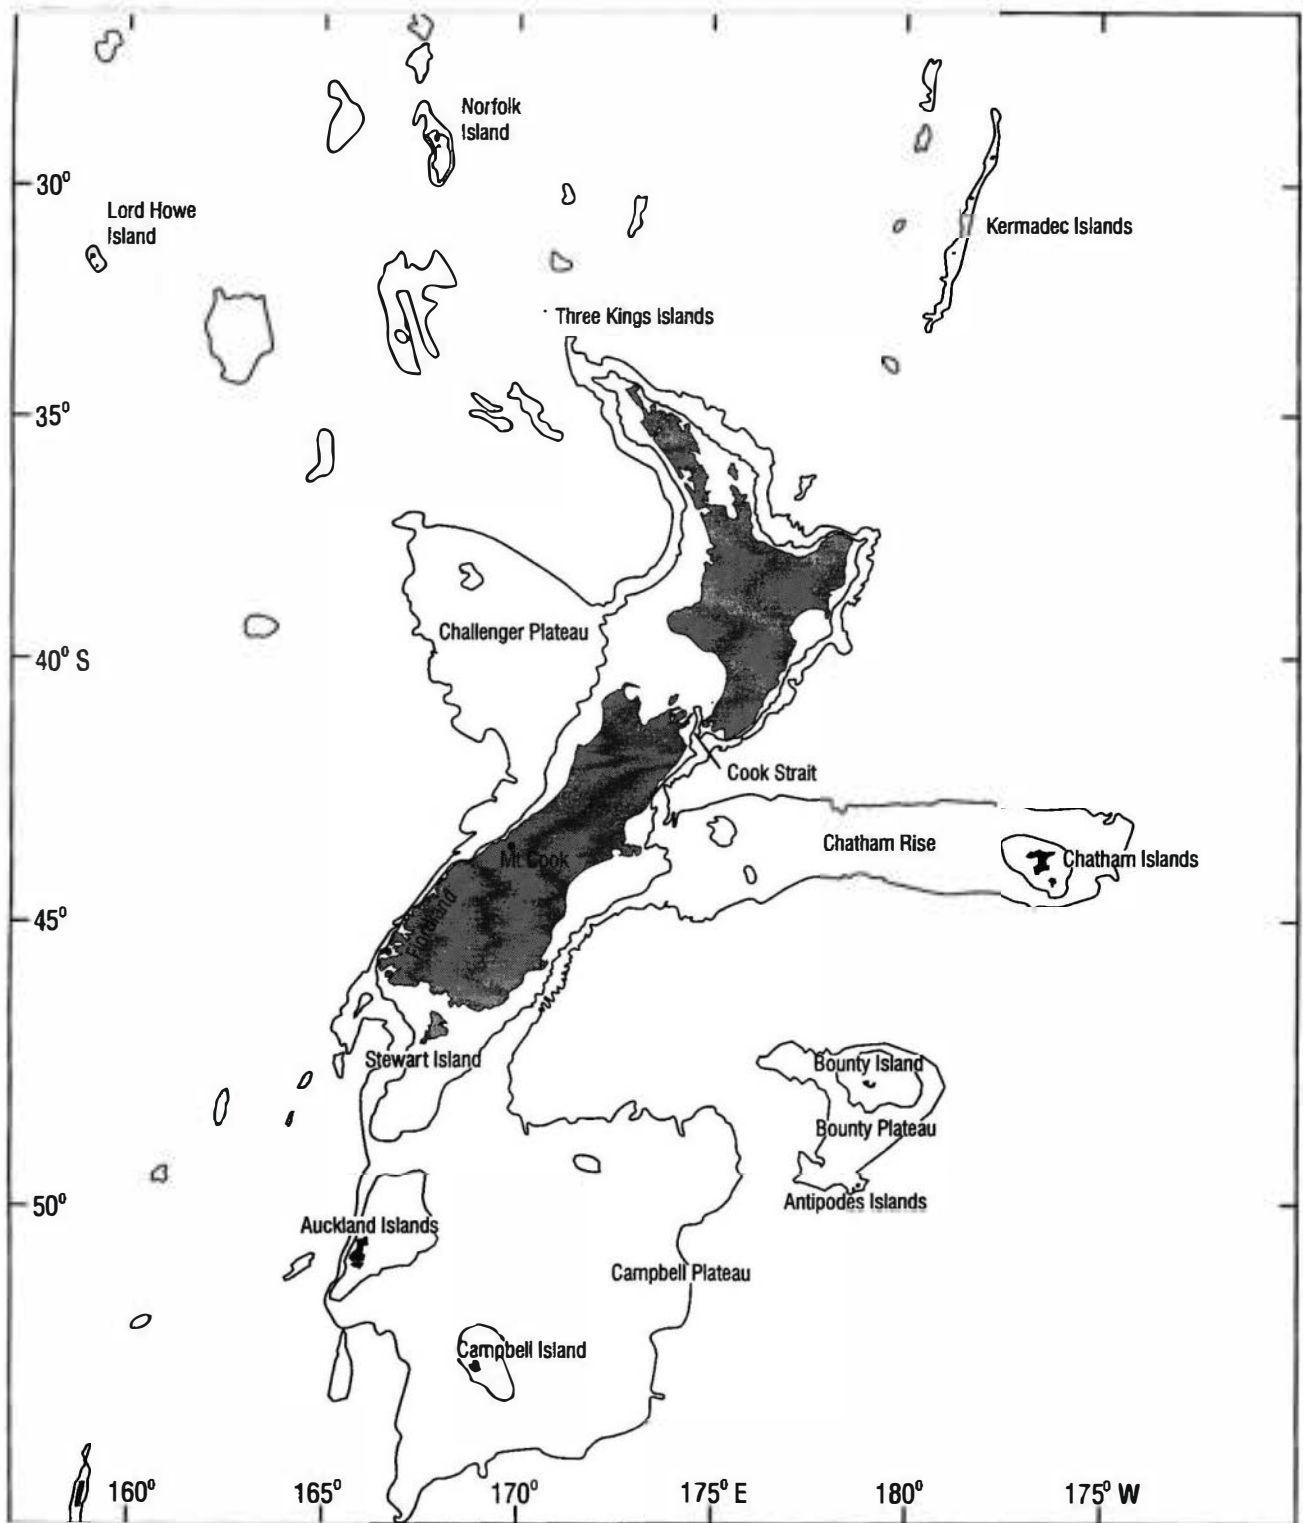 Norfolk
Island
30°
Lord Howe
Island
Kermadec Islands
Three Kings Islands
35°
Challenger Plateau
40° S
Cook Strait
Chatham Rise
Mt Cook
Chatham Islands
Fiordland
45°
Stewart Island
Bounty Island
Bounty Plateau
50°
Antipodes Islands
Auckland Islands
Campbell Plateau
Campbell Island
160°
165°
170°
175° E
180°
175° W